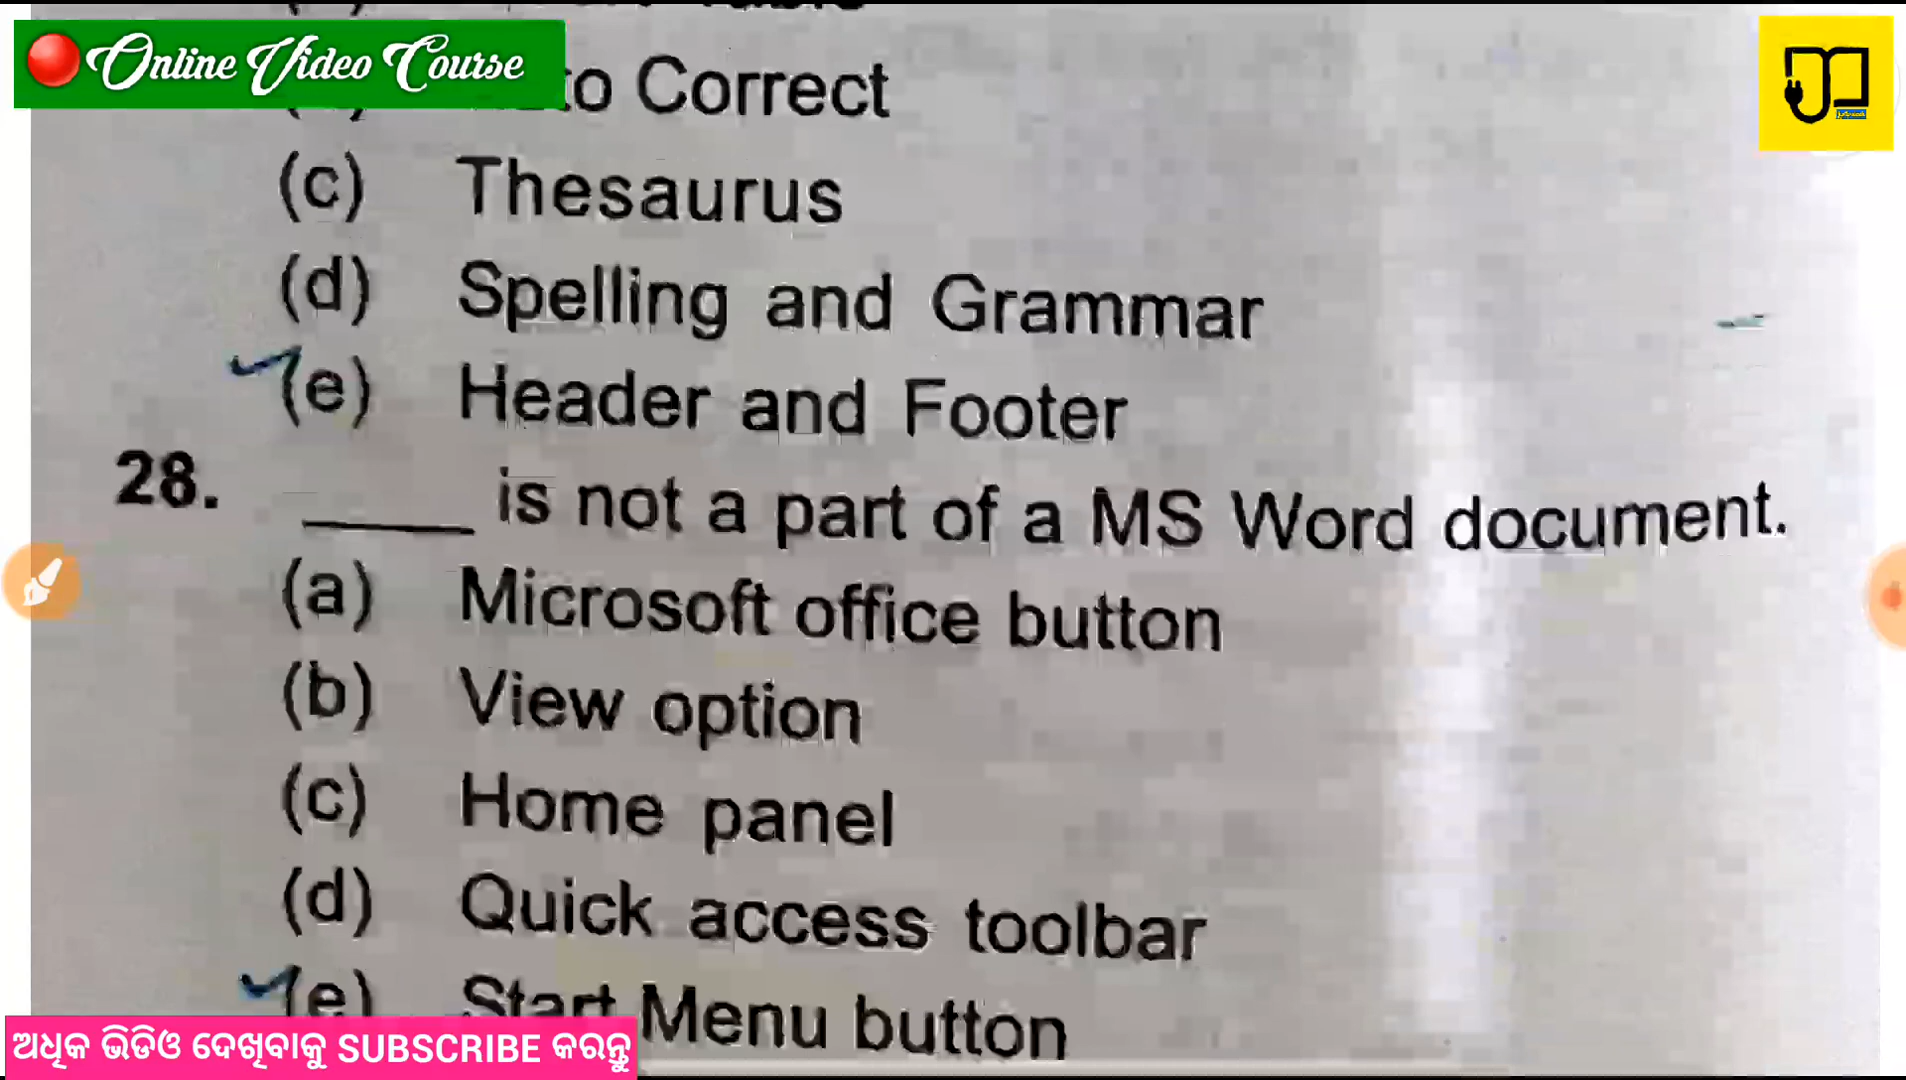 Online Video Course
to Correct
(c) Thesaurus
(d) Spelling and Grammar
(e) Header and Footer
28. ____ is not a part of a MS Word document.
(a) Microsoft office button
(b) View option
(c) Home panel
(d) Quick access toolbar
(e) Start Menu button
ଅଧିକ ଭିଡିଓ ଦେଖିବାକୁ SUBSCRIBE କରନ୍ତୁ